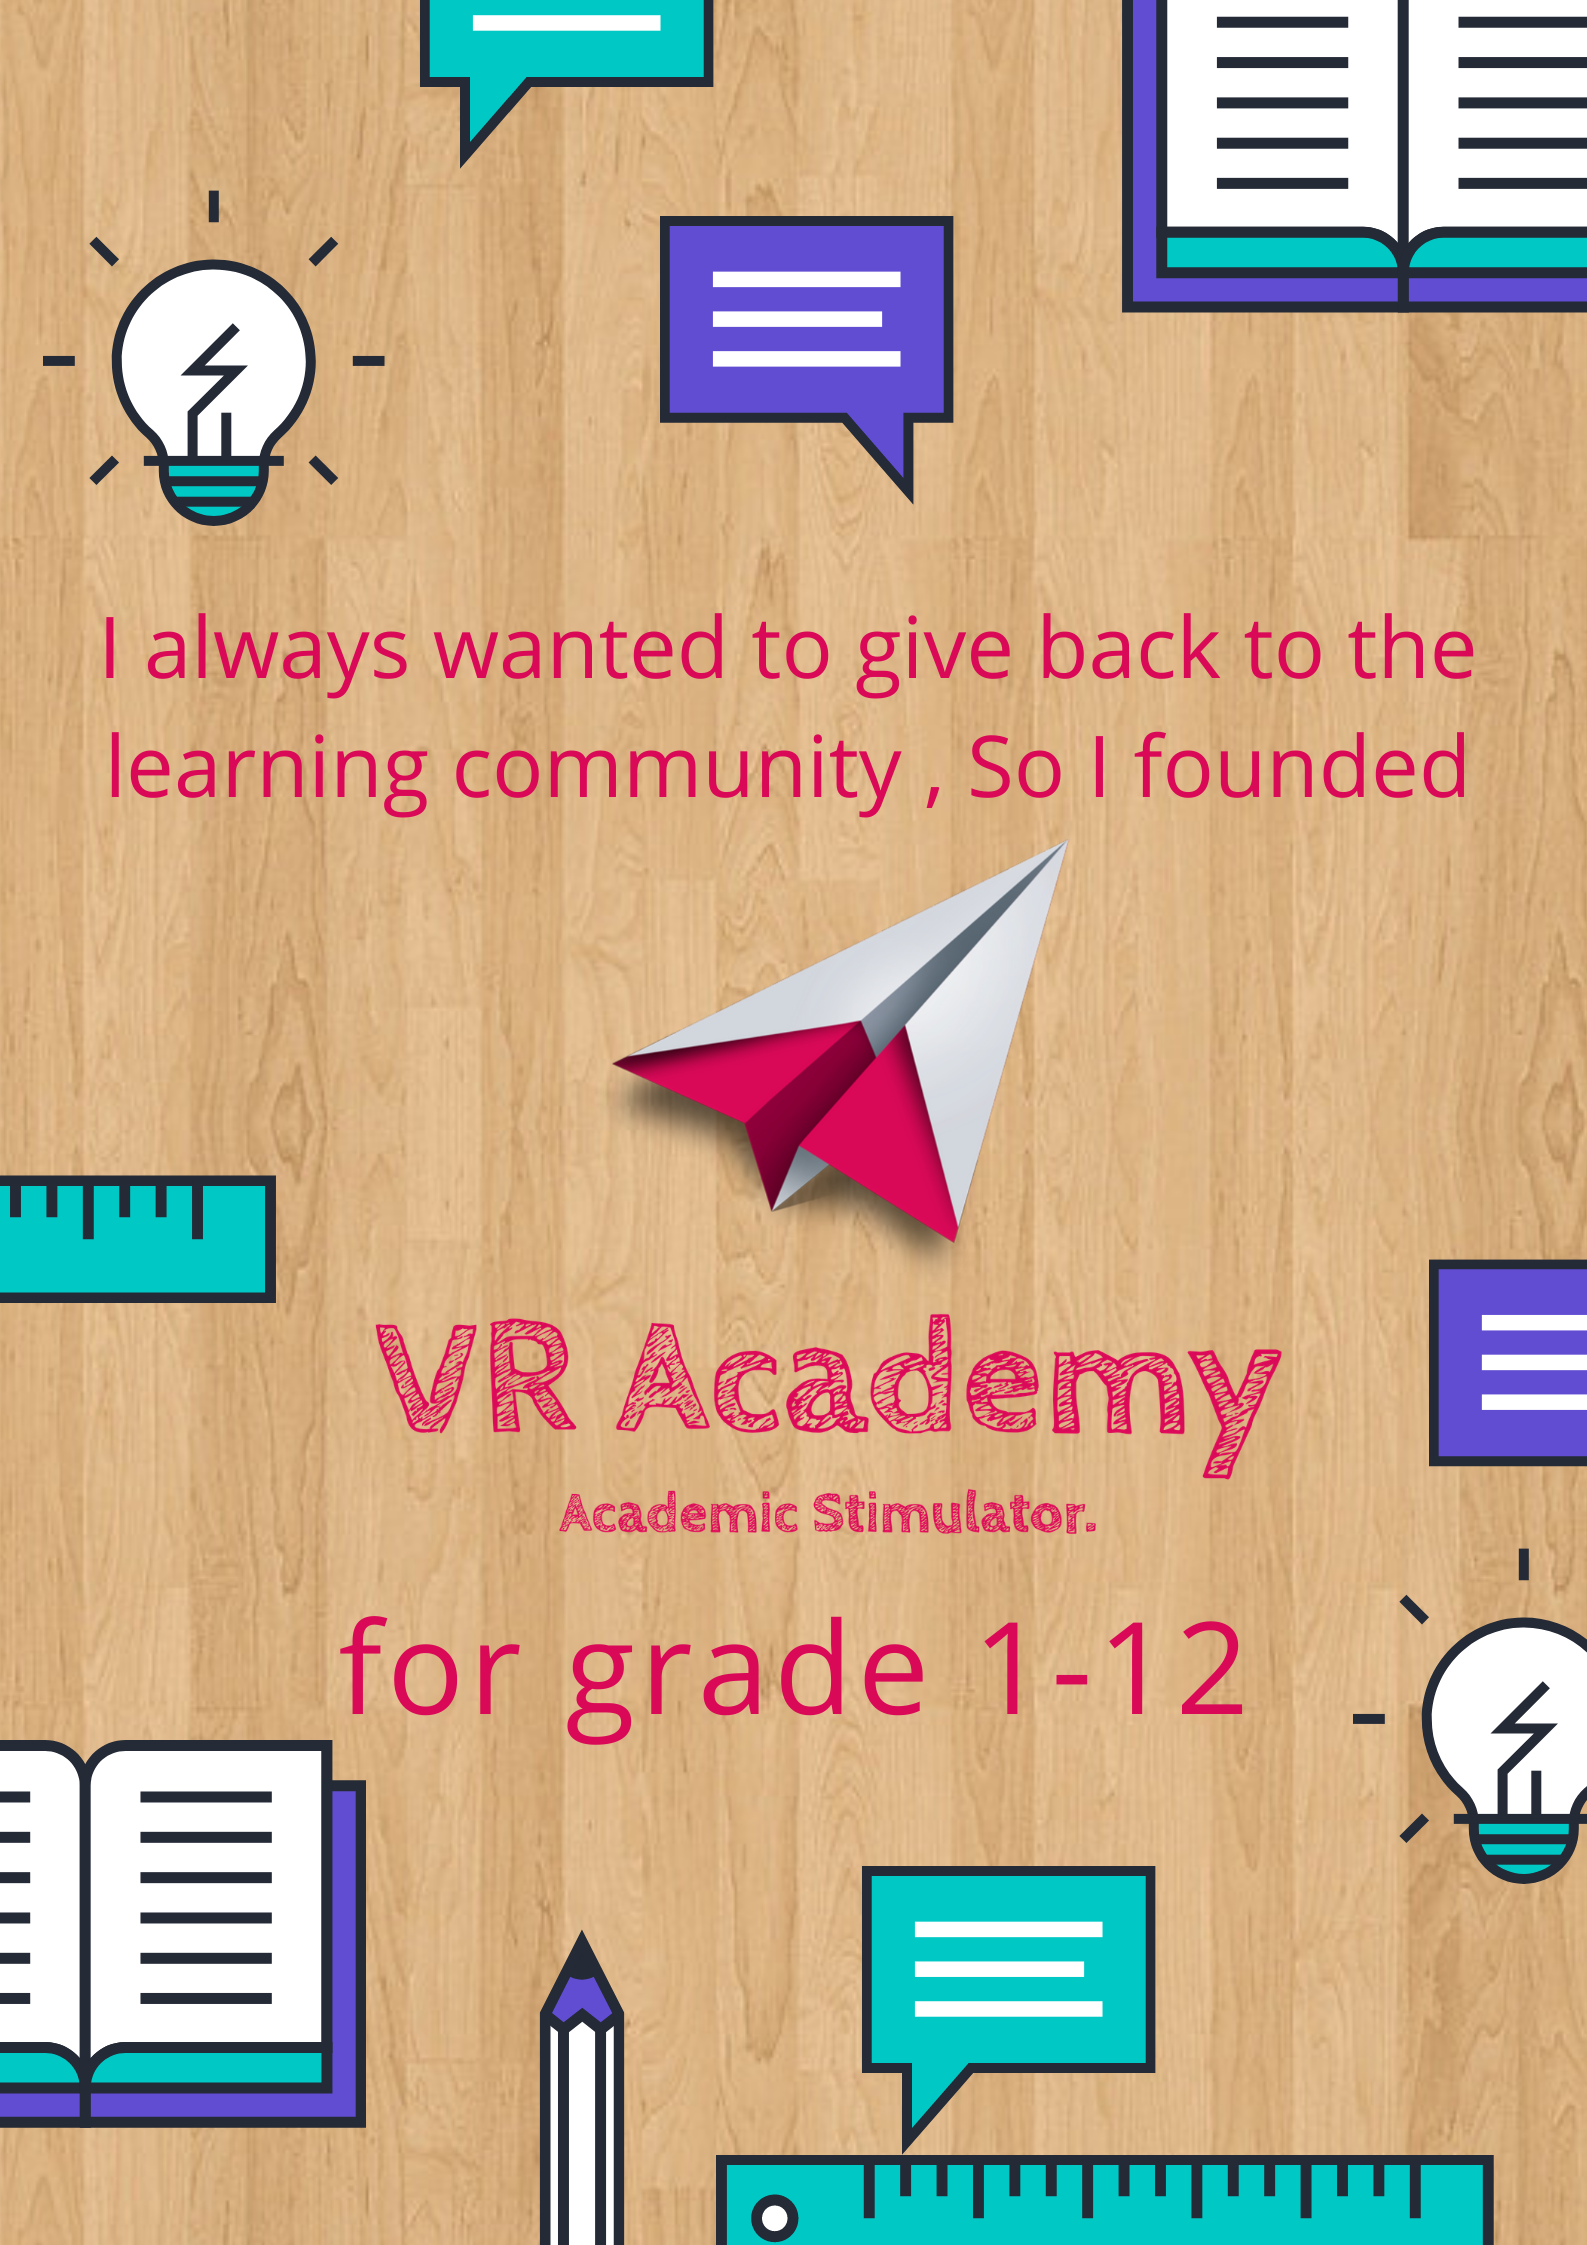 I always wanted to give back to the
learning community , So I founded
VR Academy
Academic Stimulator.
for grade 1-12